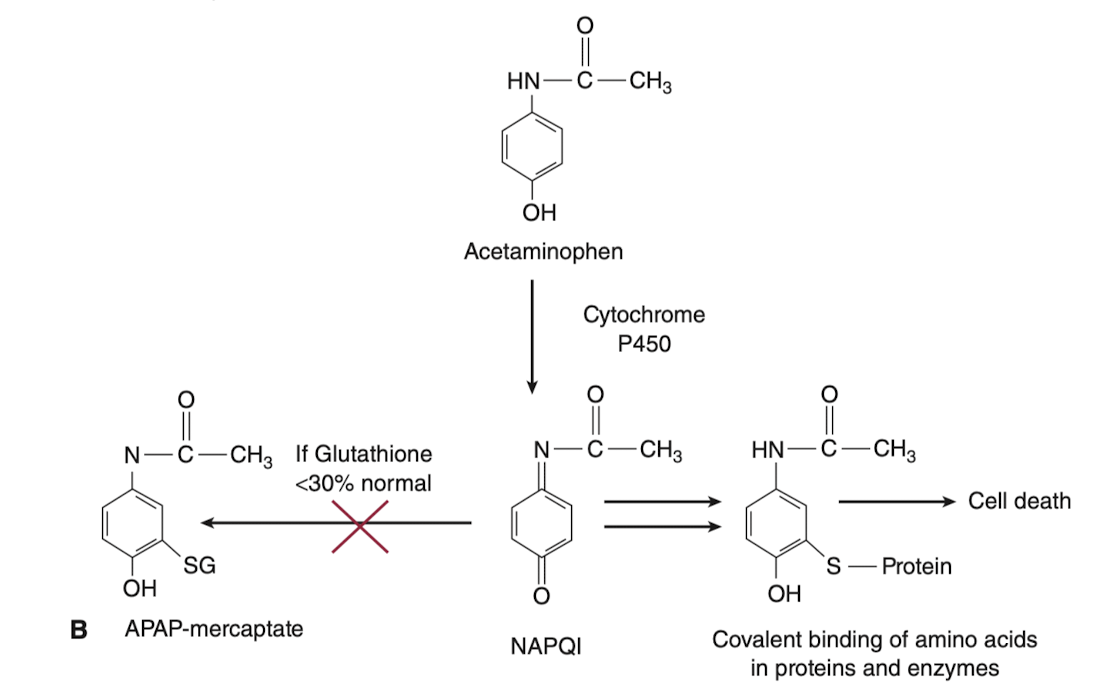 O
HN—C—CH₃
OH
Acetaminophen
Cytochrome
P450
O
N—C—CH₃
SG
OH
B APAP-mercaptate
If Glutathione
<30% normal
O
N—C—CH₃
O
NAPQI
O
HN—C—CH₃
S—Protein
OH
Cell death
Covalent binding of amino acids
in proteins and enzymes